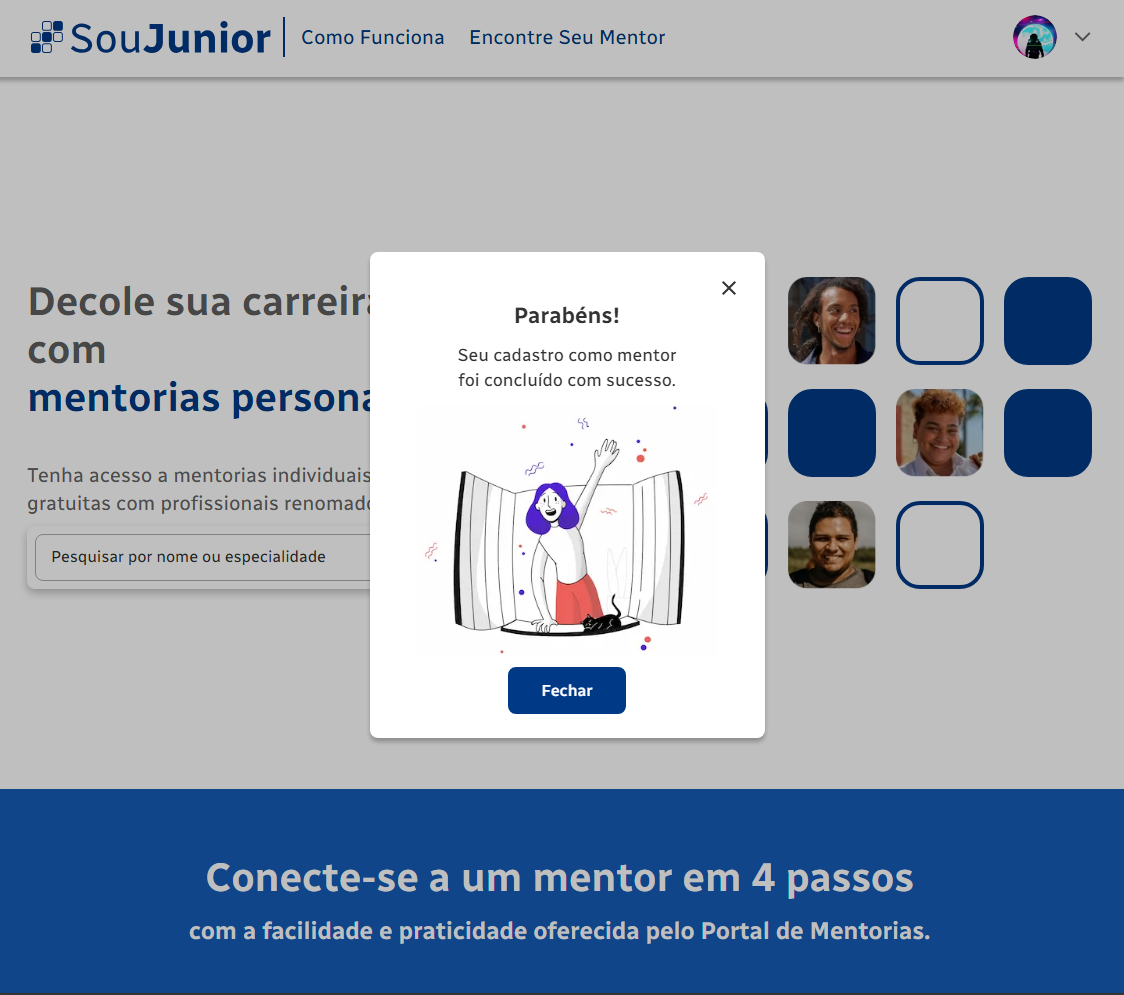 SouJunior
Como Funciona
Encontre Seu Mentor
Decole sua carreira
com
mentorias
Tenha acesso a mentorias individuais
gratuitas com profissionais
Pesquisar por nome ou especialidade
Parabéns!
Seu cadastro como mentor
foi concluído com sucesso.
Fechar
Conecte-se a um mentor em 4 passos
com a facilidade e praticidade oferecida pelo Portal de Mentorias.